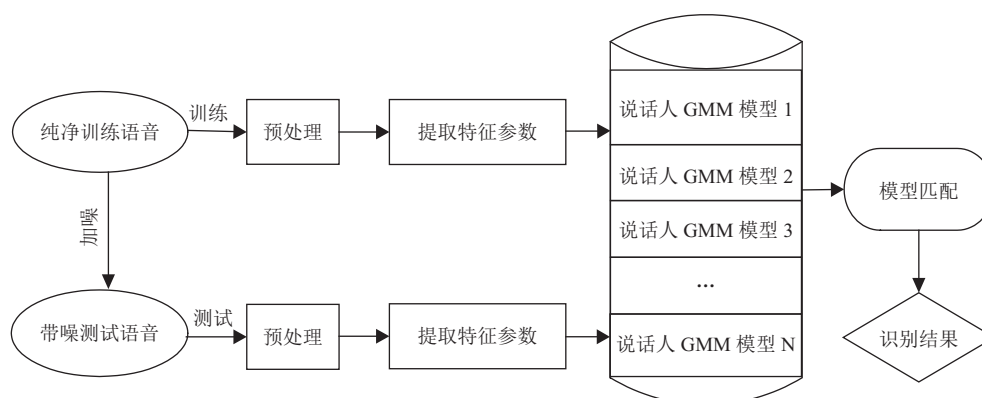 纯净训练语音
训练
预处理
提取特征参数
说话人 GMM 模型 1
说话人 GMM 模型 2
说话人 GMM 模型 3
...
说话人 GMM 模型 N
模型匹配
识别结果
加噪
带噪测试语音
测试
预处理
提取特征参数